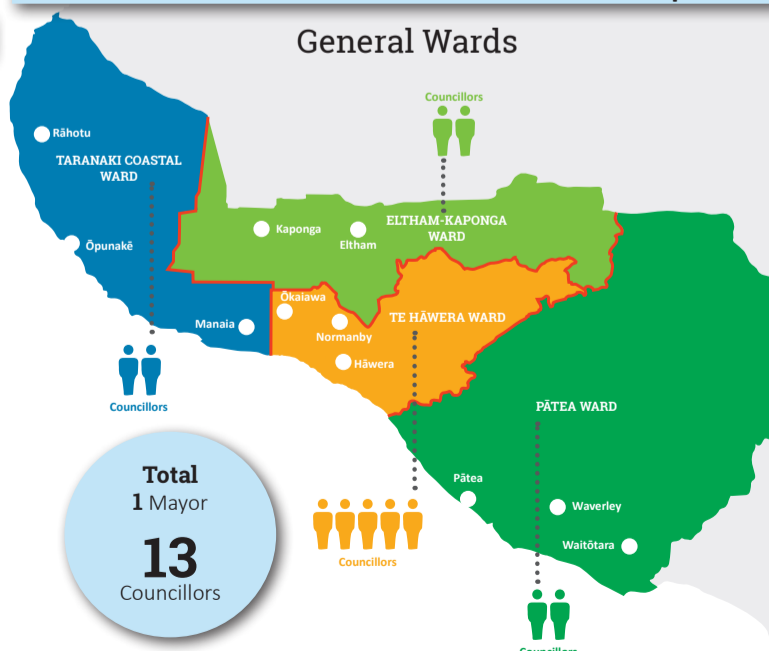 General Wards
Councillors
Rāhotu
TARANAKI COASTAL
WARD
Kaponga
ELTHAM-KAPONGA
WARD
Eltham
Ōpunakē
Ōkaiawa
Manaia
TE HĀWERA WARD
Normanby
Hāwera
Councillors
PĀTEA WARD
Total
1 Mayor
13
Councillors
Pātea
Waverley
Waitōtara
Councillors